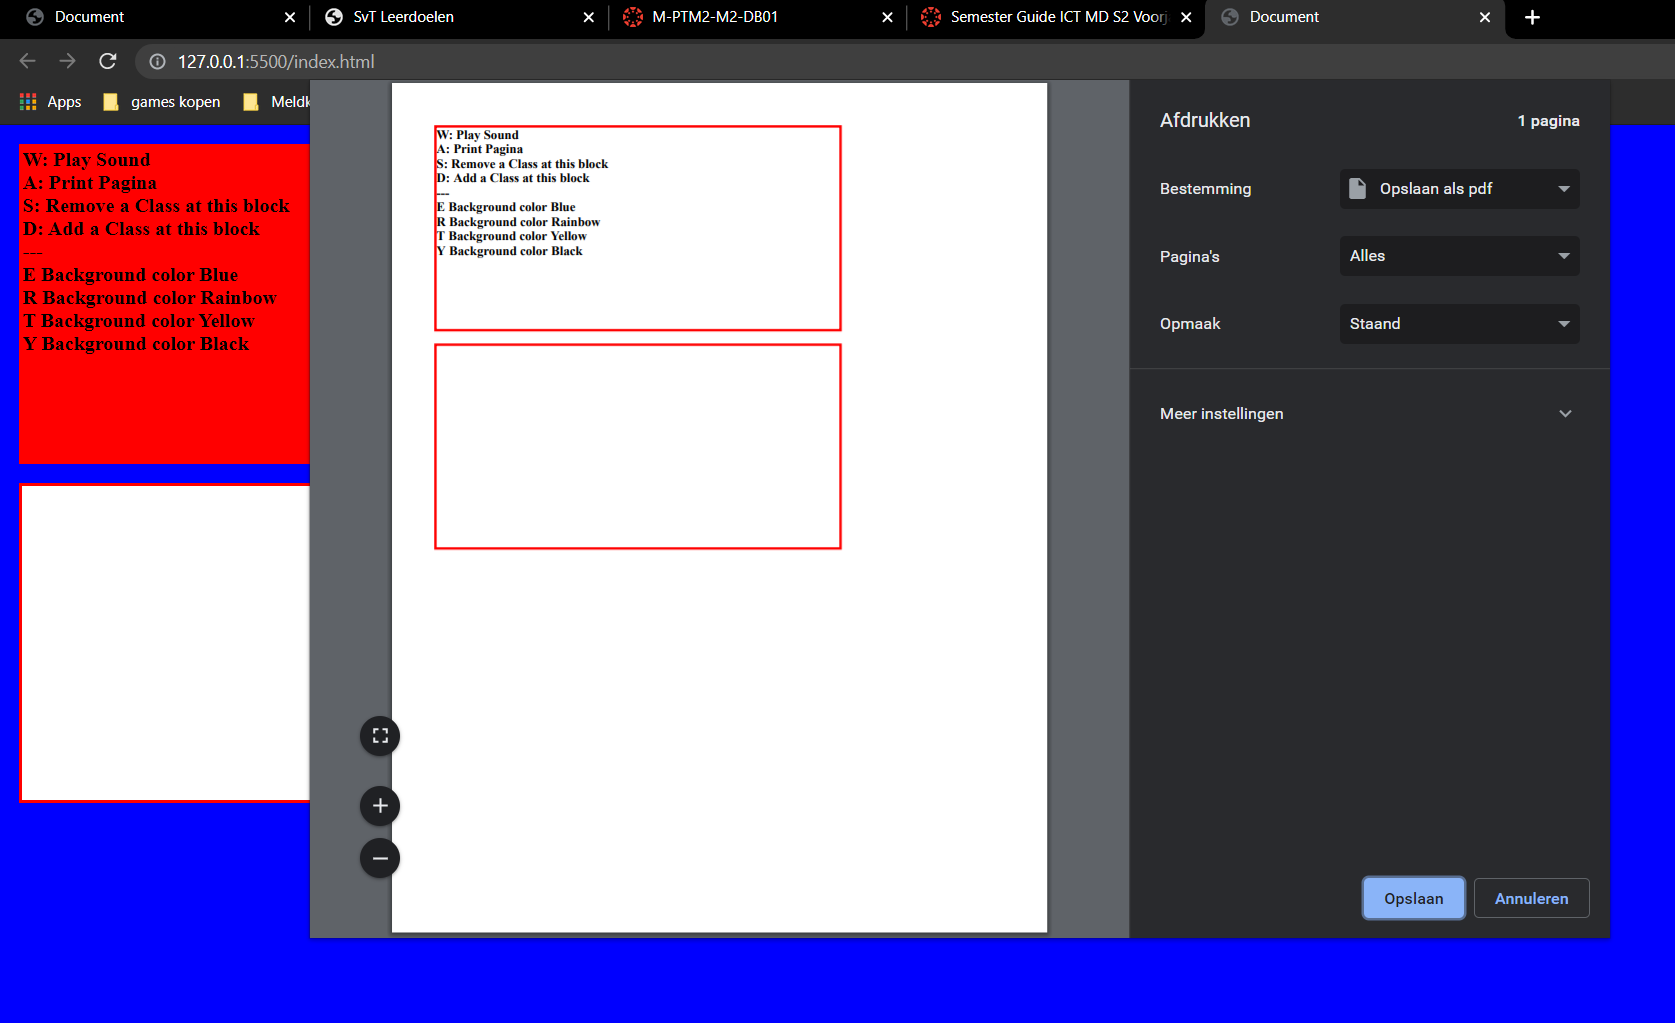 Document
SvT Leerdoelen
M-PTM2-M2-DB01
Semester Guide ICT MD S2 Voorj
Document
127.0.0.1:5500/index.html
Apps
games kopen
Meldk
W: Play Sound
A: Print Pagina
S: Remove a Class at this block
D: Add a Class at this block
---
E Background color Blue
R Background color Rainbow
T Background color Yellow
Y Background color Black
W: Play Sound
A: Print Pagina
S: Remove a Class at this block
D: Add a Class at this block
---
E Background color Blue
R Background color Rainbow
T Background color Yellow
Y Background color Black
Afdrukken
1 pagina
Bestemming
Opslaan als pdf
Pagina's
Alles
Opmaak
Staand
Meer instellingen
Opslaan
Annuleren